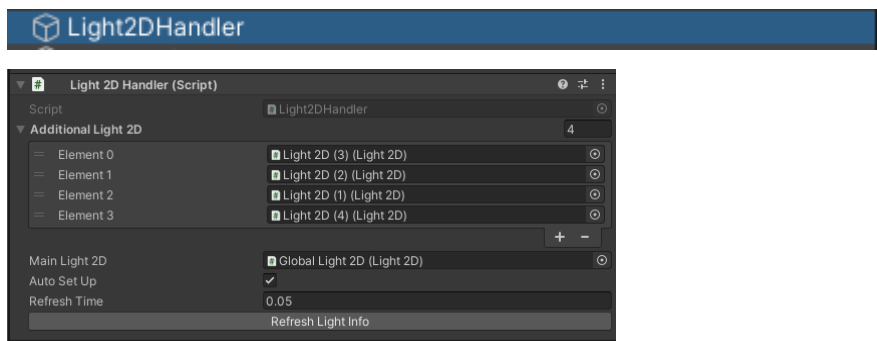 Light2DHandler
# Light 2D Handler (Script)
Script # Light2DHandler
Additional Light 2D 4
Element 0 # Light 2D (3) (Light 2D)
Element 1 # Light 2D (2) (Light 2D)
Element 2 # Light 2D (1) (Light 2D)
Element 3 # Light 2D (4) (Light 2D)
+ −
Main Light 2D # Global Light 2D (Light 2D)
Auto Set Up
Refresh Time 0.05
Refresh Light Info